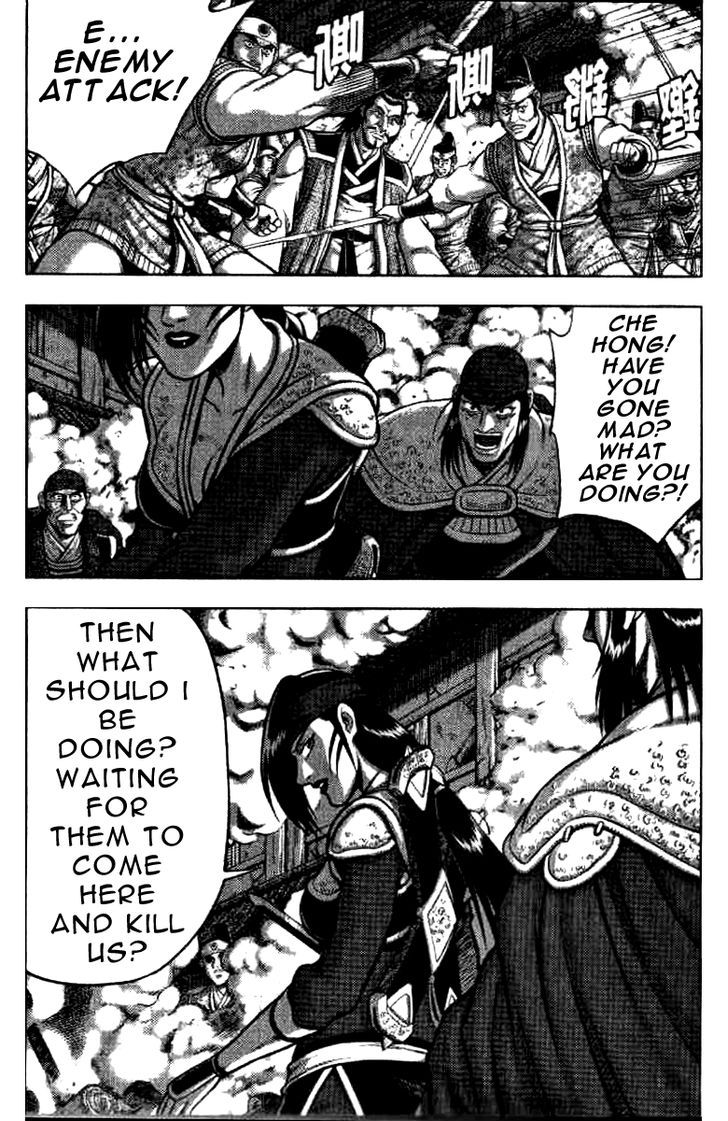 E...
ENEMY
ATTACK!
CHE
HONG!
HAVE
YOU
GONE
MAD?
WHAT
ARE YOU
DOING?!
THEN
WHAT
SHOULD I
BE
DOING?
WAITING
FOR
THEM TO
COME
HERE
AND KILL
US?